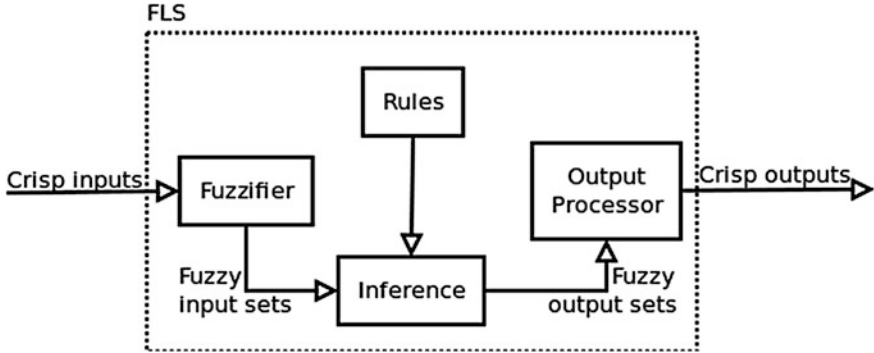 FLS
Rules
Crisp inputs
Fuzzifier
Output
Processor
Crisp outputs
Fuzzy
input sets
Inference
Fuzzy
output sets